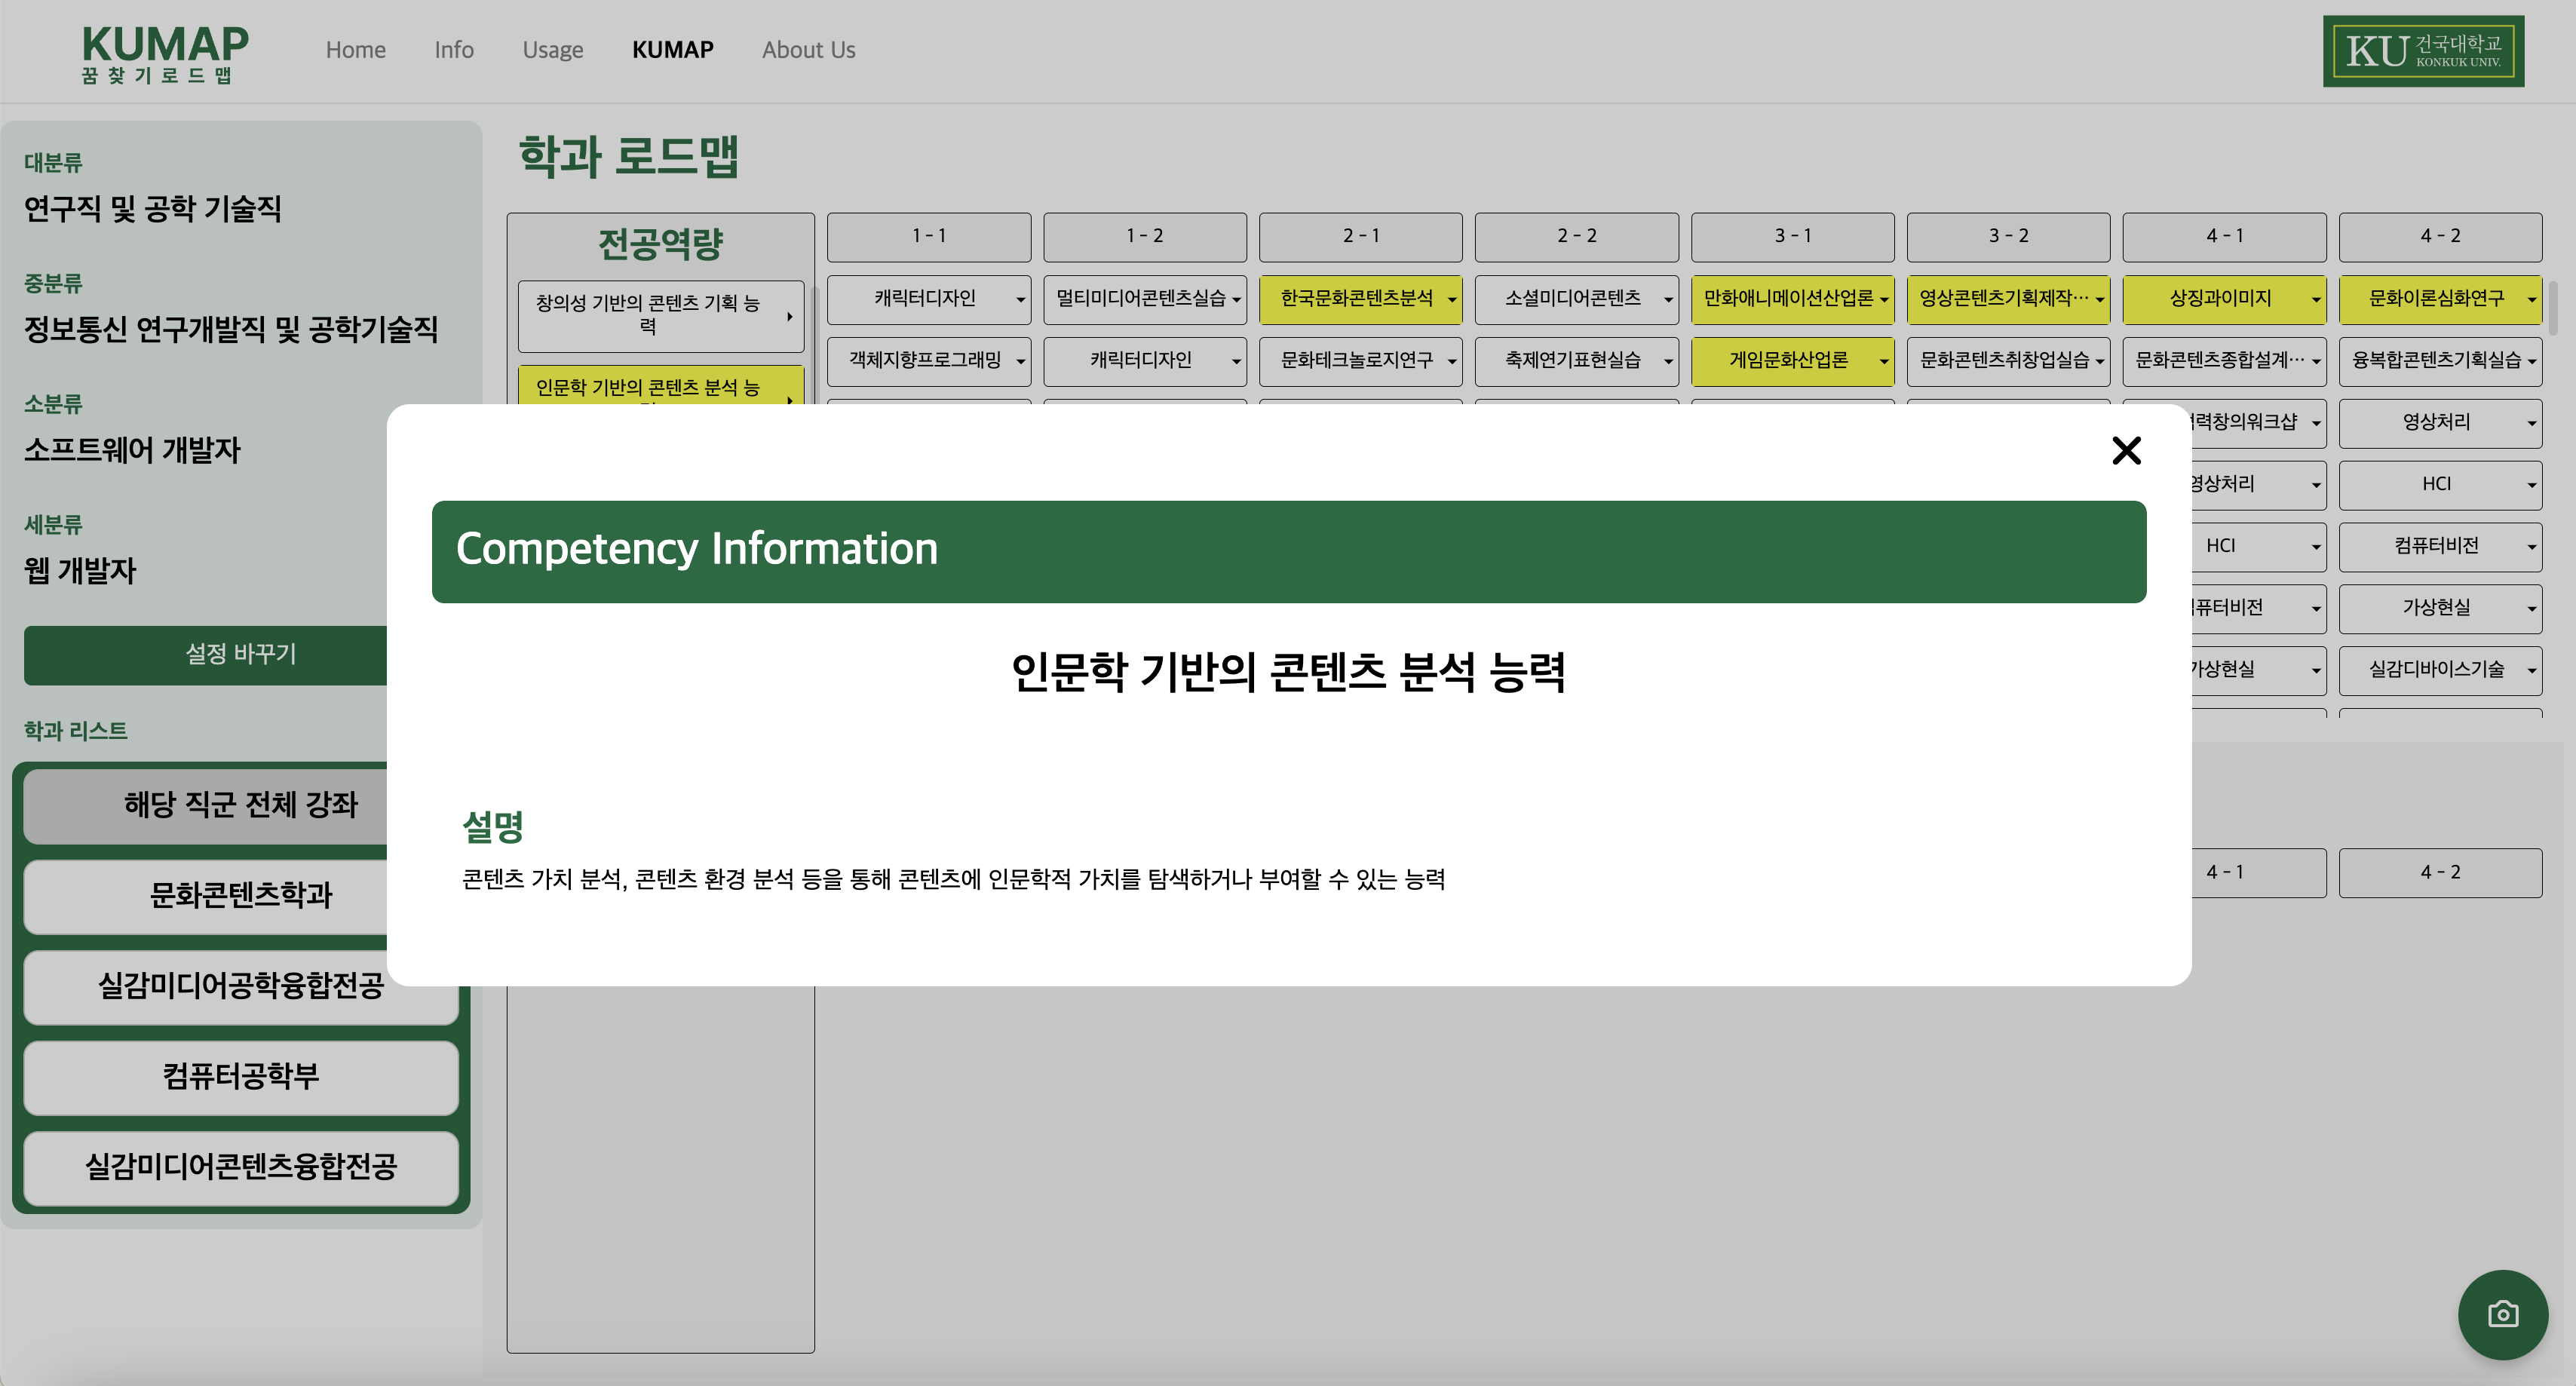 KUMAP
꿈찾기로드맵
Home
Info
Usage
KUMAP
About Us
KU 건국대학교
KONKUK UNIV.
대분류
연구직 및 공학 기술직
중분류
정보통신 연구개발직 및 공학기술직
소분류
소프트웨어 개발자
세분류
웹 개발자
설정 바꾸기
학과 리스트
해당 직군 전체 강좌
문화콘텐츠학과
실감미디어공학융합전공
컴퓨터공학부
실감미디어콘텐츠융합전공
학과 로드맵
전공역량
창의성 기반의 콘텐츠 기획 능
력
인문학 기반의 콘텐츠 분석 능
1 - 1
1 - 2
2 - 1
2 - 2
3 - 1
3 - 2
4 - 1
4 - 2
캐릭터디자인
멀티미디어콘텐츠실습
한국문화콘텐츠분석
소셜미디어콘텐츠
만화애니메이션산업론
영상콘텐츠기획제작…
상징과이미지
문화이론심화연구
객체지향프로그래밍
캐릭터디자인
문화테크놀로지연구
축제연기표현실습
게임문화산업론
문화콘텐츠취창업실습
문화콘텐츠종합설계…
융복합콘텐츠기획실습
력창의워크샵
영상처리
영상처리
HCI
HCI
컴퓨터비전
퓨터비전
가상현실
가상현실
실감디바이스기술
4 - 1
4 - 2
Competency Information
인문학 기반의 콘텐츠 분석 능력
설명
콘텐츠 가치 분석, 콘텐츠 환경 분석 등을 통해 콘텐츠에 인문학적 가치를 탐색하거나 부여할 수 있는 능력